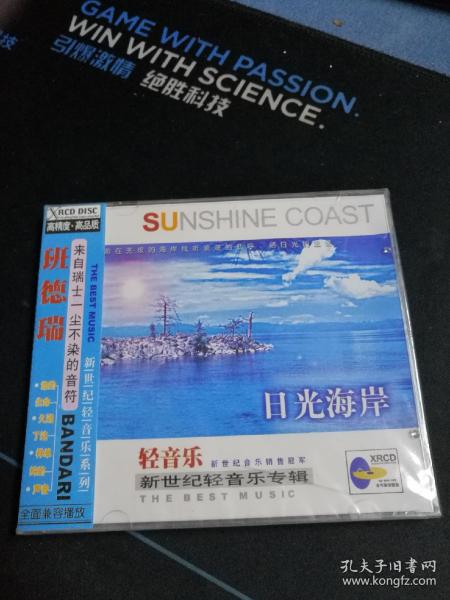 GAME WITH PASSION.
WIN WITH SCIENCE.
引爆激情 绝胜科技
XRCD DISC
高精度·高品质
班德瑞
来自瑞士一尘不染的音符
BANDARI
THE BEST MUSIC
新世纪轻音乐系列
全面兼容播放
SUNSHINE COAST
日光海岸
轻音乐
新世纪音乐销售冠军
新世纪轻音乐专辑
THE BEST MUSIC
XRCD
孔夫子旧书网
www.kongfz.com